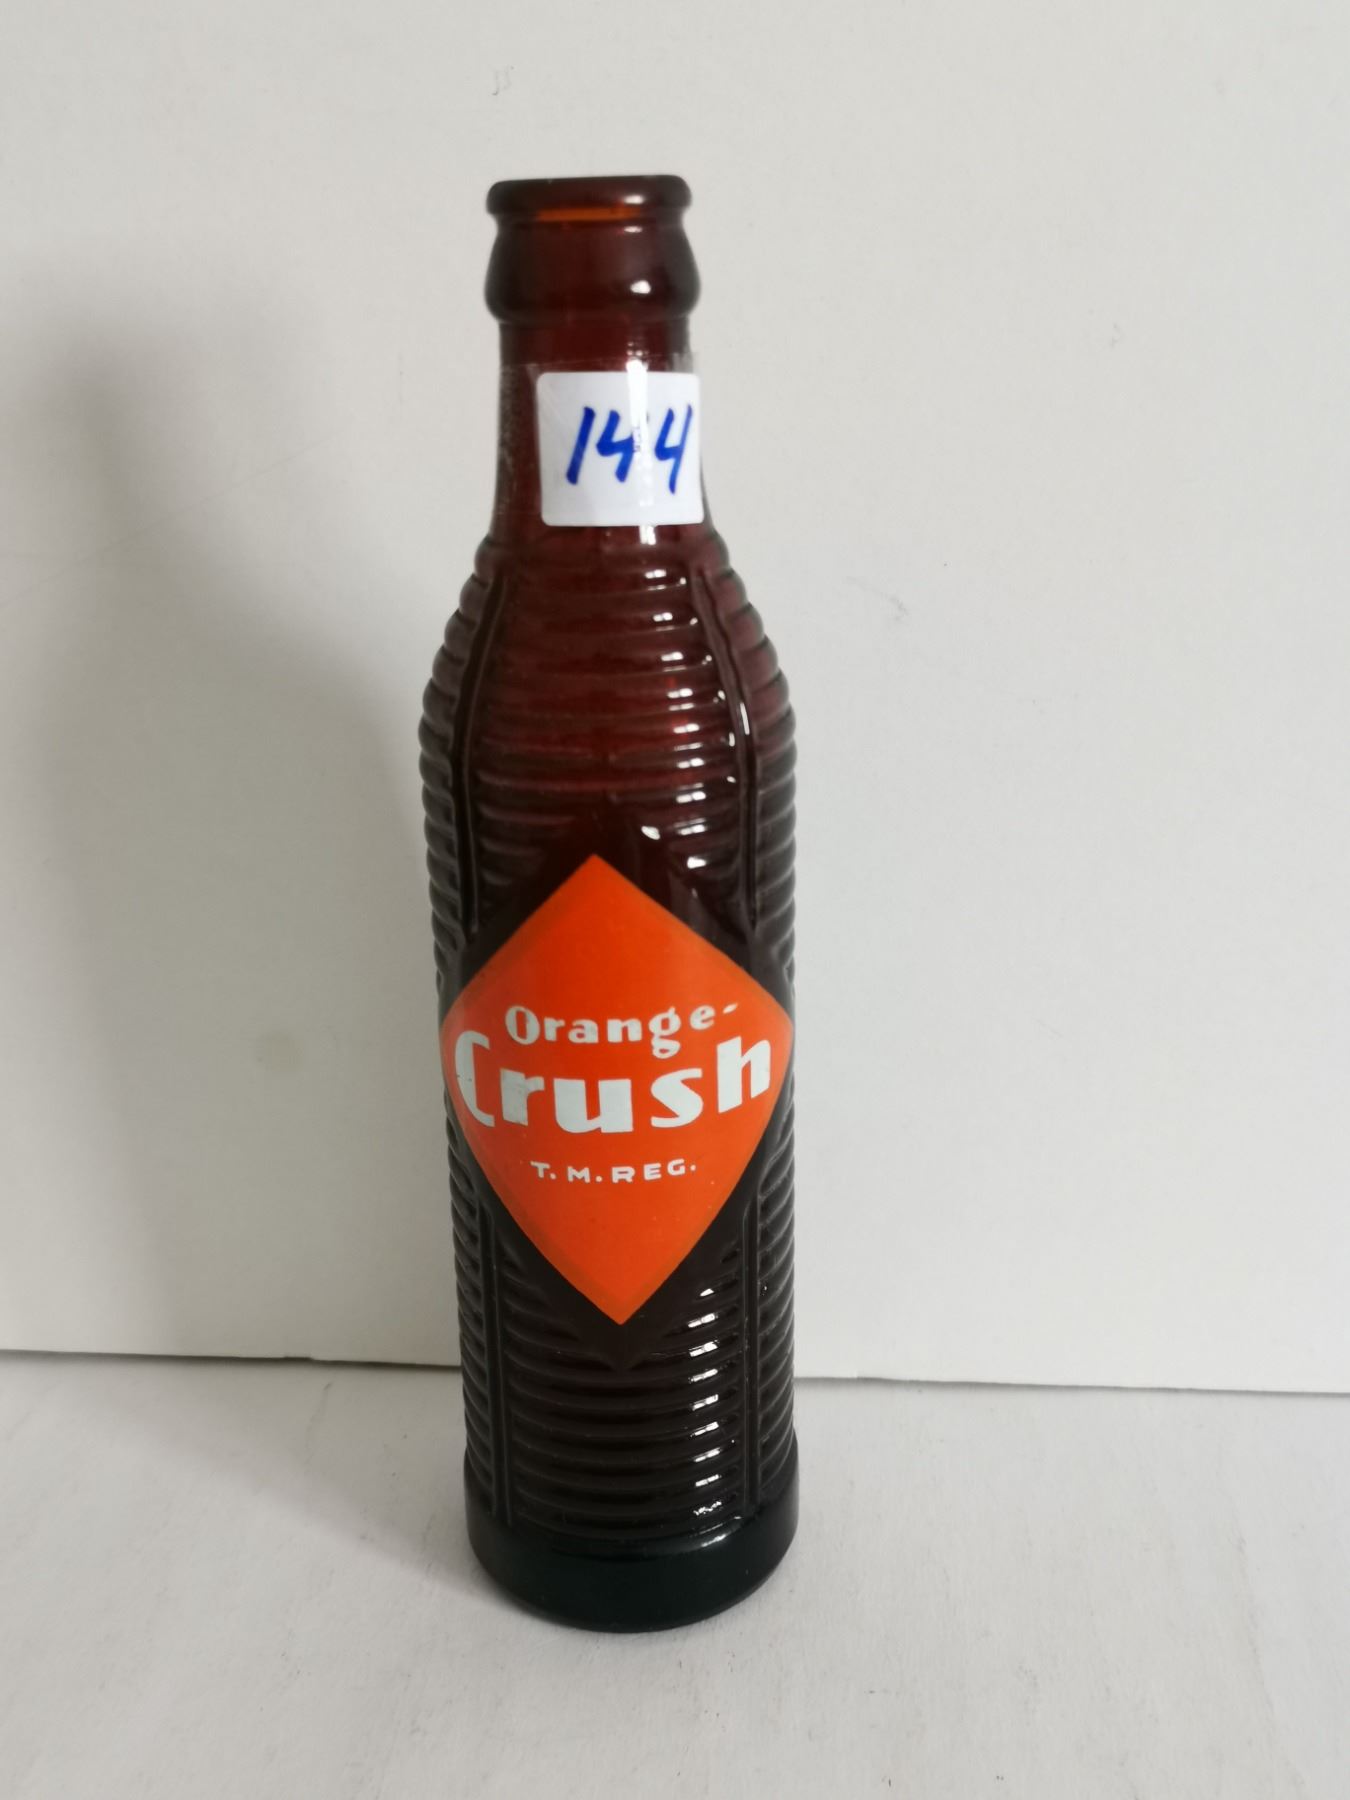 144
Orange-
Crush
T.M.REG.